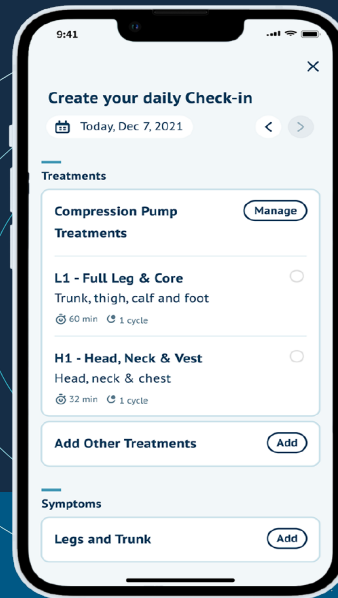 9:41
Create your daily Check-in
Today, Dec 7, 2021
Treatments
Compression Pump
Treatments
Manage
L1 - Full Leg & Core
Trunk, thigh, calf and foot
60 min 1 cycle
H1 - Head, Neck & Vest
Head, neck & chest
32 min 1 cycle
Add Other Treatments Add
Symptoms
Legs and Trunk Add